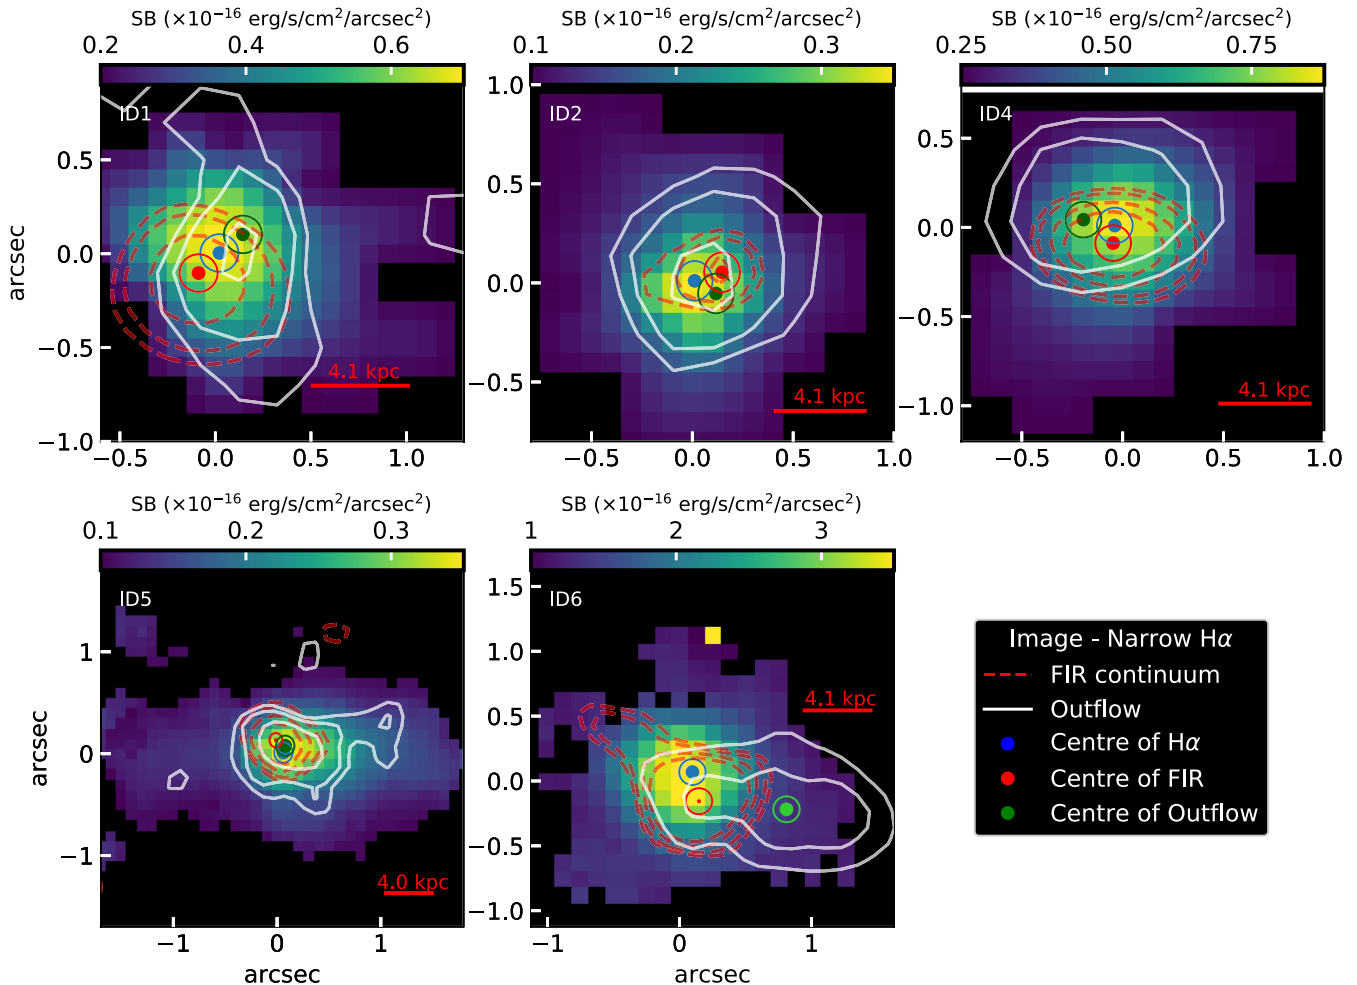 SB (×10⁻¹⁶ erg/s/cm²/arcsec²)
0.2 0.4 0.6
ID1
arcsec
0.5
0.0
−0.5
−1.0
4.1 kpc
−0.5 0.0 0.5 1.0
SB (×10⁻¹⁶ erg/s/cm²/arcsec²)
0.1 0.2 0.3
ID2
1.0
0.5
0.0
−0.5
4.1 kpc
−0.5 0.0 0.5 1.0
SB (×10⁻¹⁶ erg/s/cm²/arcsec²)
0.25 0.50 0.75
ID4
0.5
0.0
−0.5
−1.0
4.1 kpc
−0.5 0.0 0.5 1.0
SB (×10⁻¹⁶ erg/s/cm²/arcsec²)
0.1 0.2 0.3
ID5
arcsec
1
0
−1
4.0 kpc
−1 0 1
arcsec
SB (×10⁻¹⁶ erg/s/cm²/arcsec²)
1 2 3
ID6
1.5
1.0
0.5
0.0
−0.5
−1.0
4.1 kpc
−1 0 1
arcsec
Image - Narrow Hα
FIR continuum
Outflow
Centre of Hα
Centre of FIR
Centre of Outflow